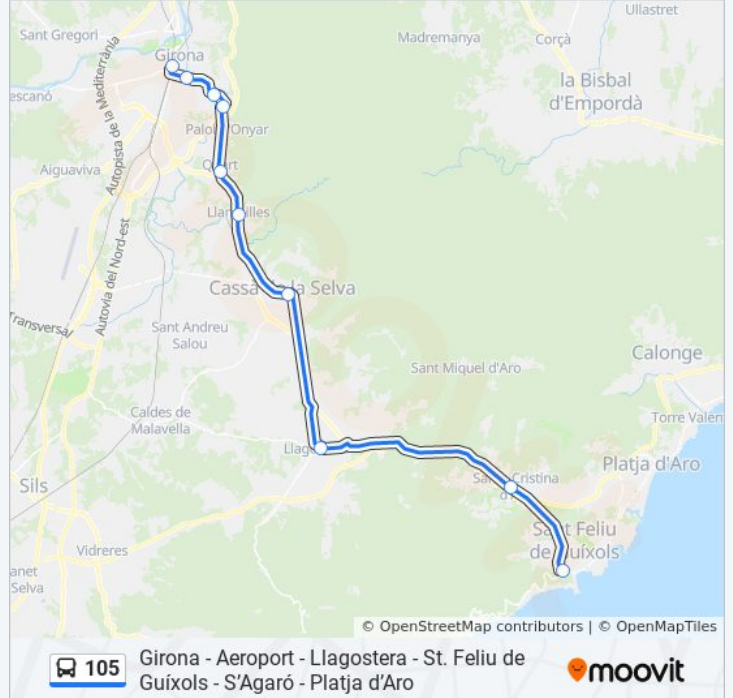 Ullastret
Sant Gregori
Madremanya
Corçà
Girona
la Bisbal
d'Empordà
escanó
Autopista de la Mediterrània
Palol d'Onyar
Aiguaviva
Quart
Llambilles
Autovia del Nord-est
Cassà de la Selva
Transversal
Sant Andreu
Salou
Calonge
Sant Miquel d'Aro
Caldes de
Malavella
Torre Valen
Llago
Platja d'Aro
Sils
Cristina
Sant Feliu
de Guíxols
Vidreres
anet
Selva
© OpenStreetMap contributors | © OpenMapTiles
105
Girona - Aeroport - Llagostera - St. Feliu de
Guíxols - S'Agaró - Platja d'Aro
moovit